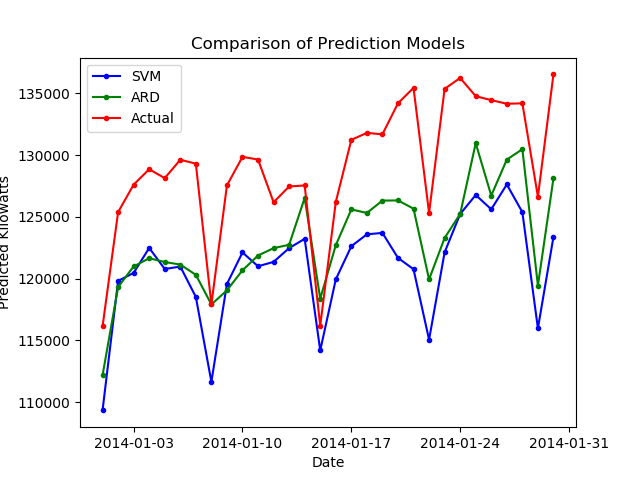 Comparison of Prediction Models
SVM
ARD
Actual
Predicted Kilowatts
135000
130000
125000
120000
115000
110000
2014-01-03
2014-01-10
2014-01-17
2014-01-24
2014-01-31
Date